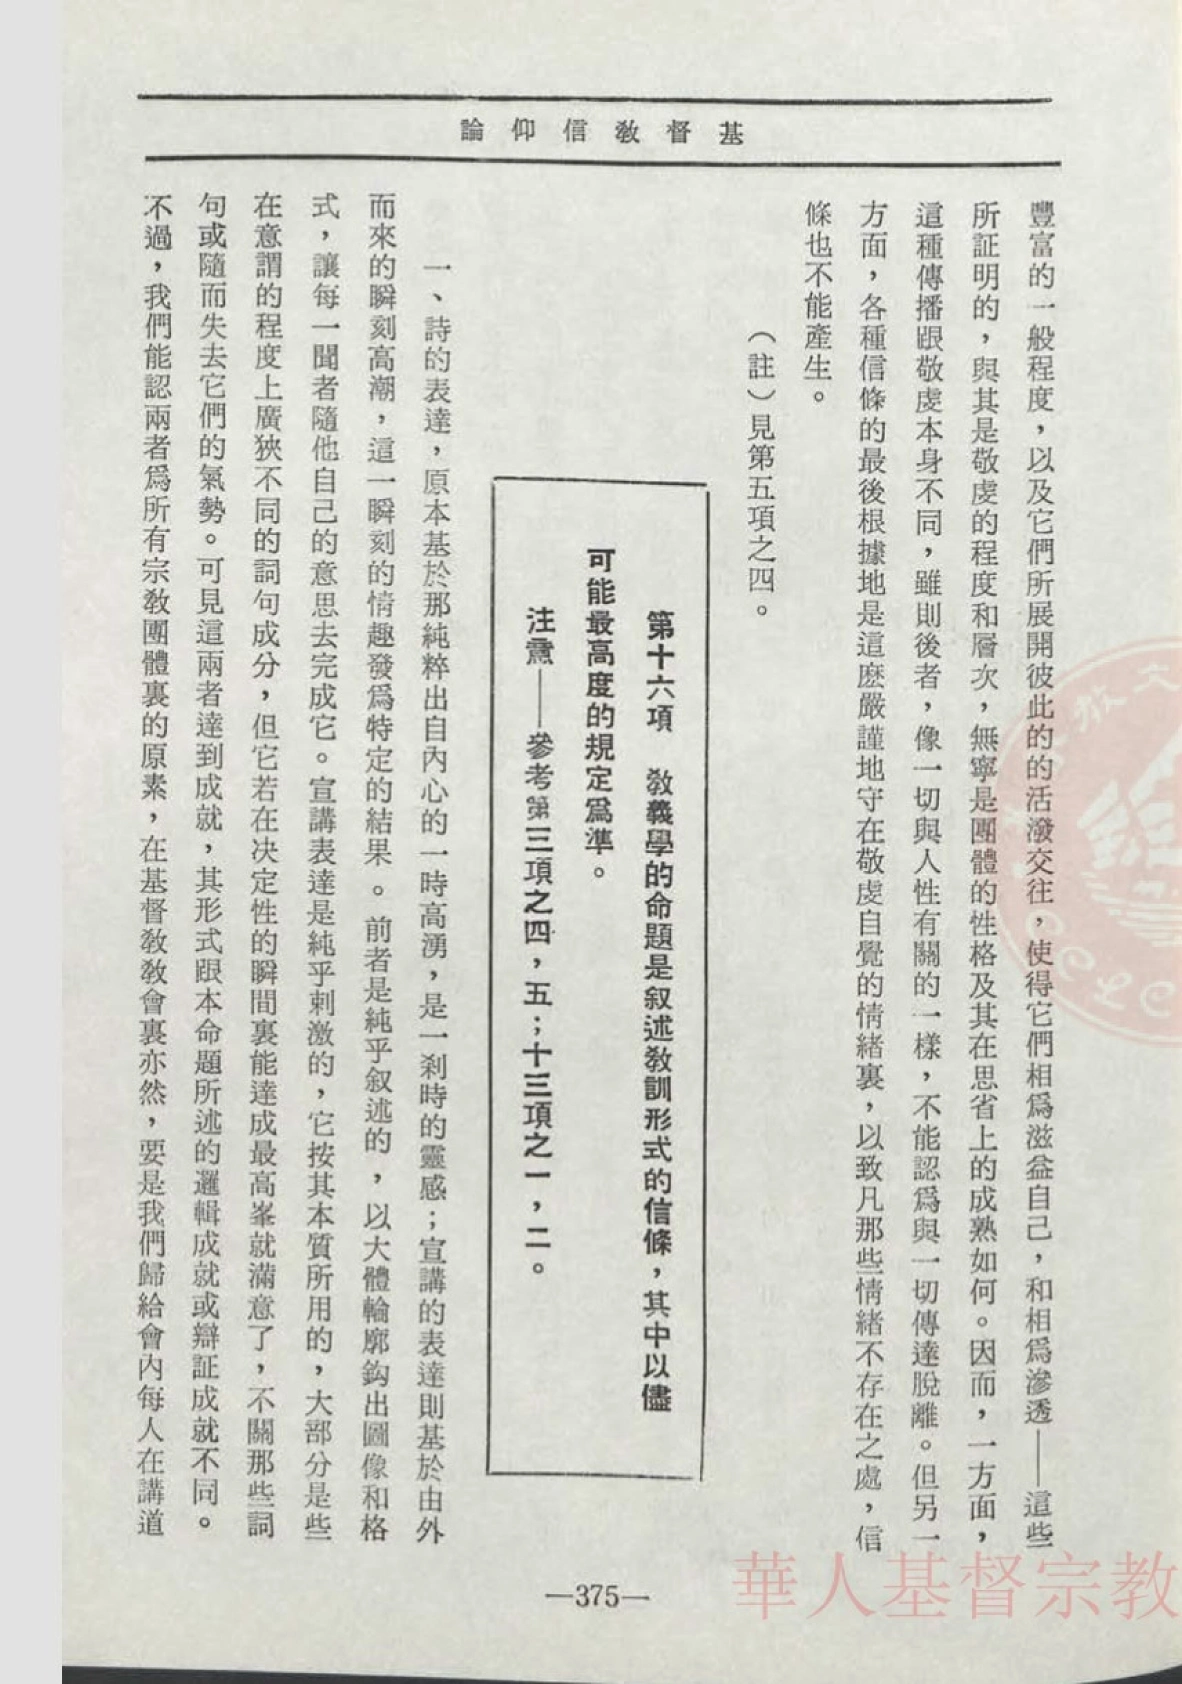 基督教信仰論
豐富的一般程度，以及它們所展開彼此的的活潑交往，使得它們相爲滋益自己，和相爲滲透——這些
所証明的，與其是敬虔的程度和層次，無寧是團體的性格及其在思省上的成熟如何。因而，一方面，
這種傳播跟敬虔本身不同，雖則後者，像一切與人性有關的一樣，不能認爲與一切傳達脫離。但另一
方面，各種信條的最後根據地是這麽嚴謹地守在敬虔自覺的情緒裏，以致凡那些情緒不存在之處，信
條也不能產生。
（註）見第五項之四。
第十六項　敎義學的命題是叙述敎訓形式的信條，其中以儘
可能最高度的規定爲準。
注意——參考第三項之四，五；十三項之一，二。
一、詩的表達，原本基於那純粹出自內心的一時高湧，是一剎時的靈感；宣講的表達則基於由外
而來的瞬刻高潮，這一瞬刻的情趣發爲特定的結果。前者是純乎叙述的，以大體輪廓鈎出圖像和格
式，讓每一聞者隨他自己的意思去完成它。宣講表達是純乎刺激的，它按其本質所用的，大部分是些
在意謂的程度上廣狹不同的詞句成分，但它若在决定性的瞬間裏能達成最高峯就滿意了，不關那些詞
句或隨而失去它們的氣勢。可見這兩者達到成就，其形式跟本命題所述的邏輯成就或辯証成就不同。
不過，我們能認兩者爲所有宗敎團體裏的原素，在基督敎敎會裏亦然，要是我們歸給會內每人在講道
—375—
華人基督宗教